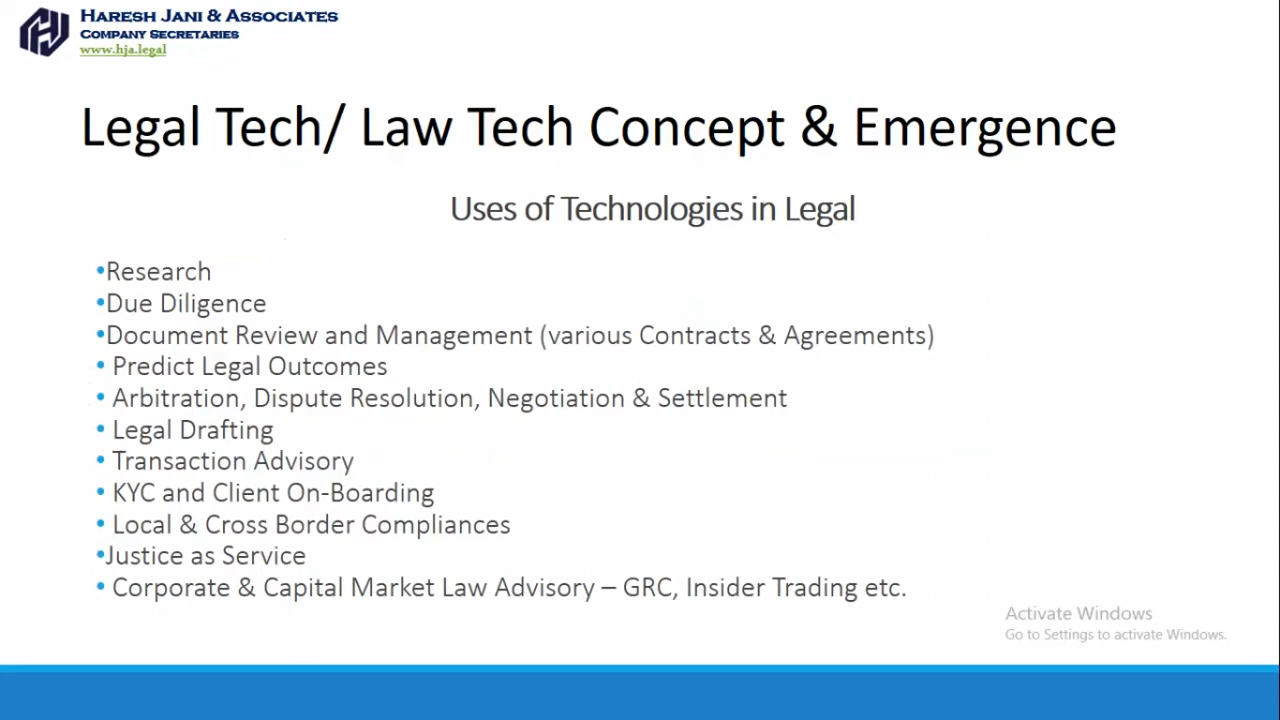 HARESH JANI & ASSOCIATES
COMPANY SECRETARIES
www.hja.legal
Legal Tech/ Law Tech Concept & Emergence
Uses of Technologies in Legal
•Research
•Due Diligence
•Document Review and Management (various Contracts & Agreements)
• Predict Legal Outcomes
• Arbitration, Dispute Resolution, Negotiation & Settlement
• Legal Drafting
• Transaction Advisory
• KYC and Client On-Boarding
• Local & Cross Border Compliances
•Justice as Service
• Corporate & Capital Market Law Advisory – GRC, Insider Trading etc.
Activate Windows
Go to Settings to activate Windows.